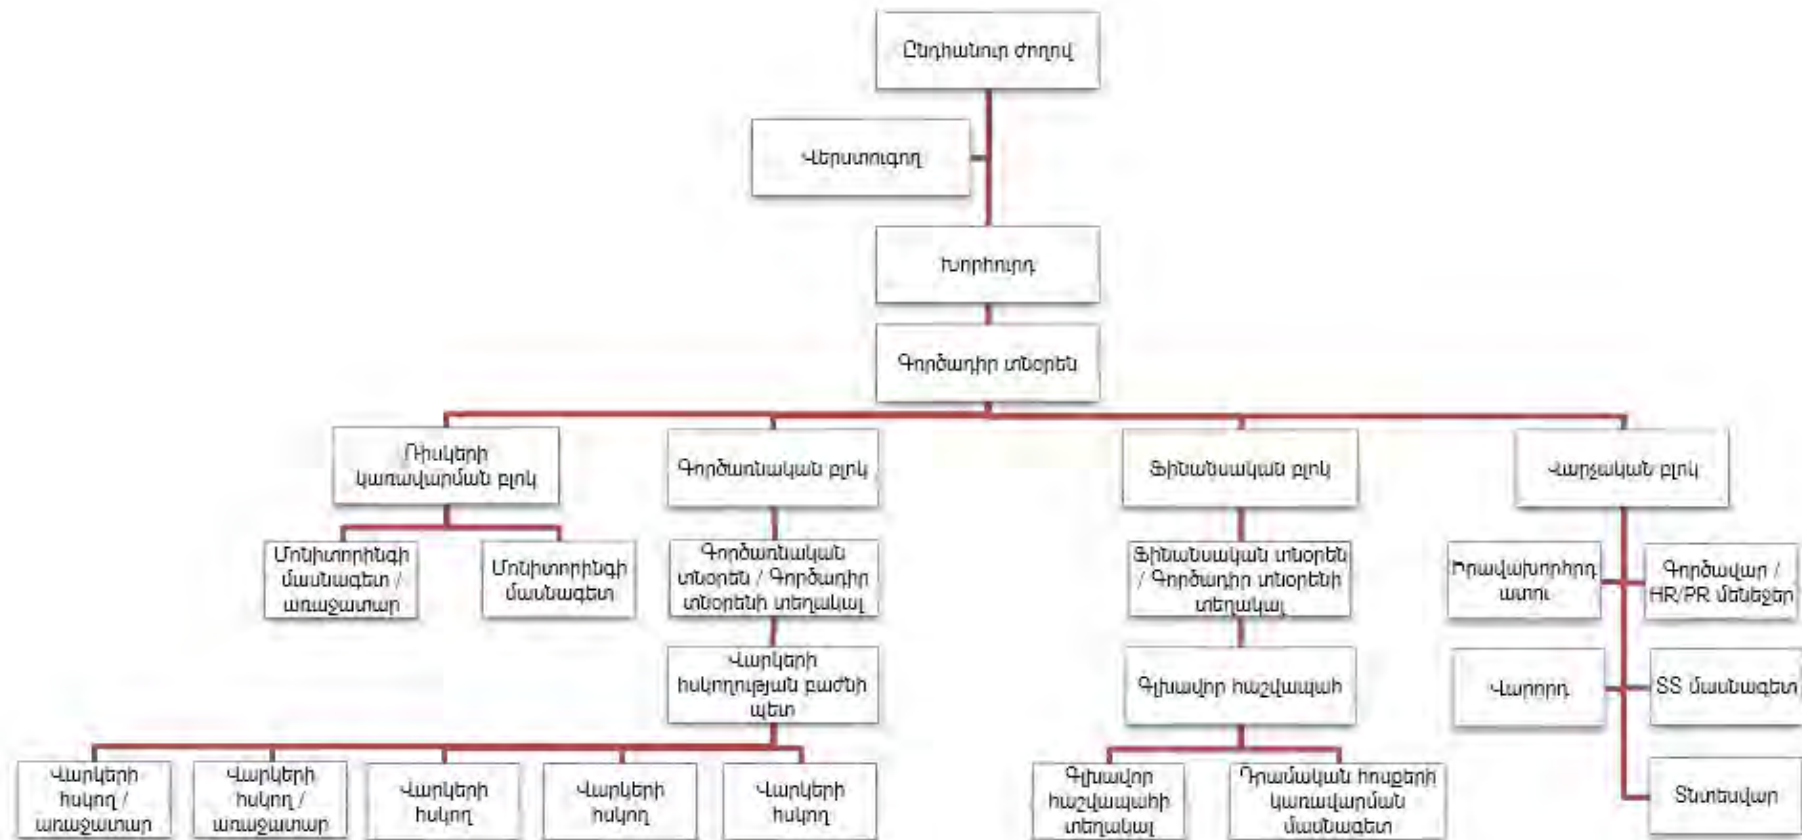 Ընդհանուր ժողով
Վերստուգող
Խորհուրդ
Գործադիր տնօրեն
Ռիսկերի
կառավարման բլոկ
Գործառնական բլոկ
Ֆինանսական բլոկ
Վարչական բլոկ
Մոնիտորինգի
մասնագետ /
առաջատար
Մոնիտորինգի
մասնագետ
Գործառնական
տնօրեն / Գործադիր
տնօրենի տեղակալ
Ֆինանսական տնօրեն
/ Գործադիր տնօրենի
տեղակալ
Իրավախորհրդ
ատու
Գործավար /
HR/PR մենեջեր
Վարկերի
հսկողության բաժնի
պետ
Գլխավոր հաշվապահ
Վարորդ
ՏՏ մասնագետ
Վարկերի
հսկող /
առաջատար
Վարկերի
հսկող /
առաջատար
Վարկերի
հսկող
Վարկերի
հսկող
Վարկերի
հսկող
Գլխավոր
հաշվապահի
տեղակալ
Դրամական հոսքերի
կառավարման
մասնագետ
Տնտեսվար